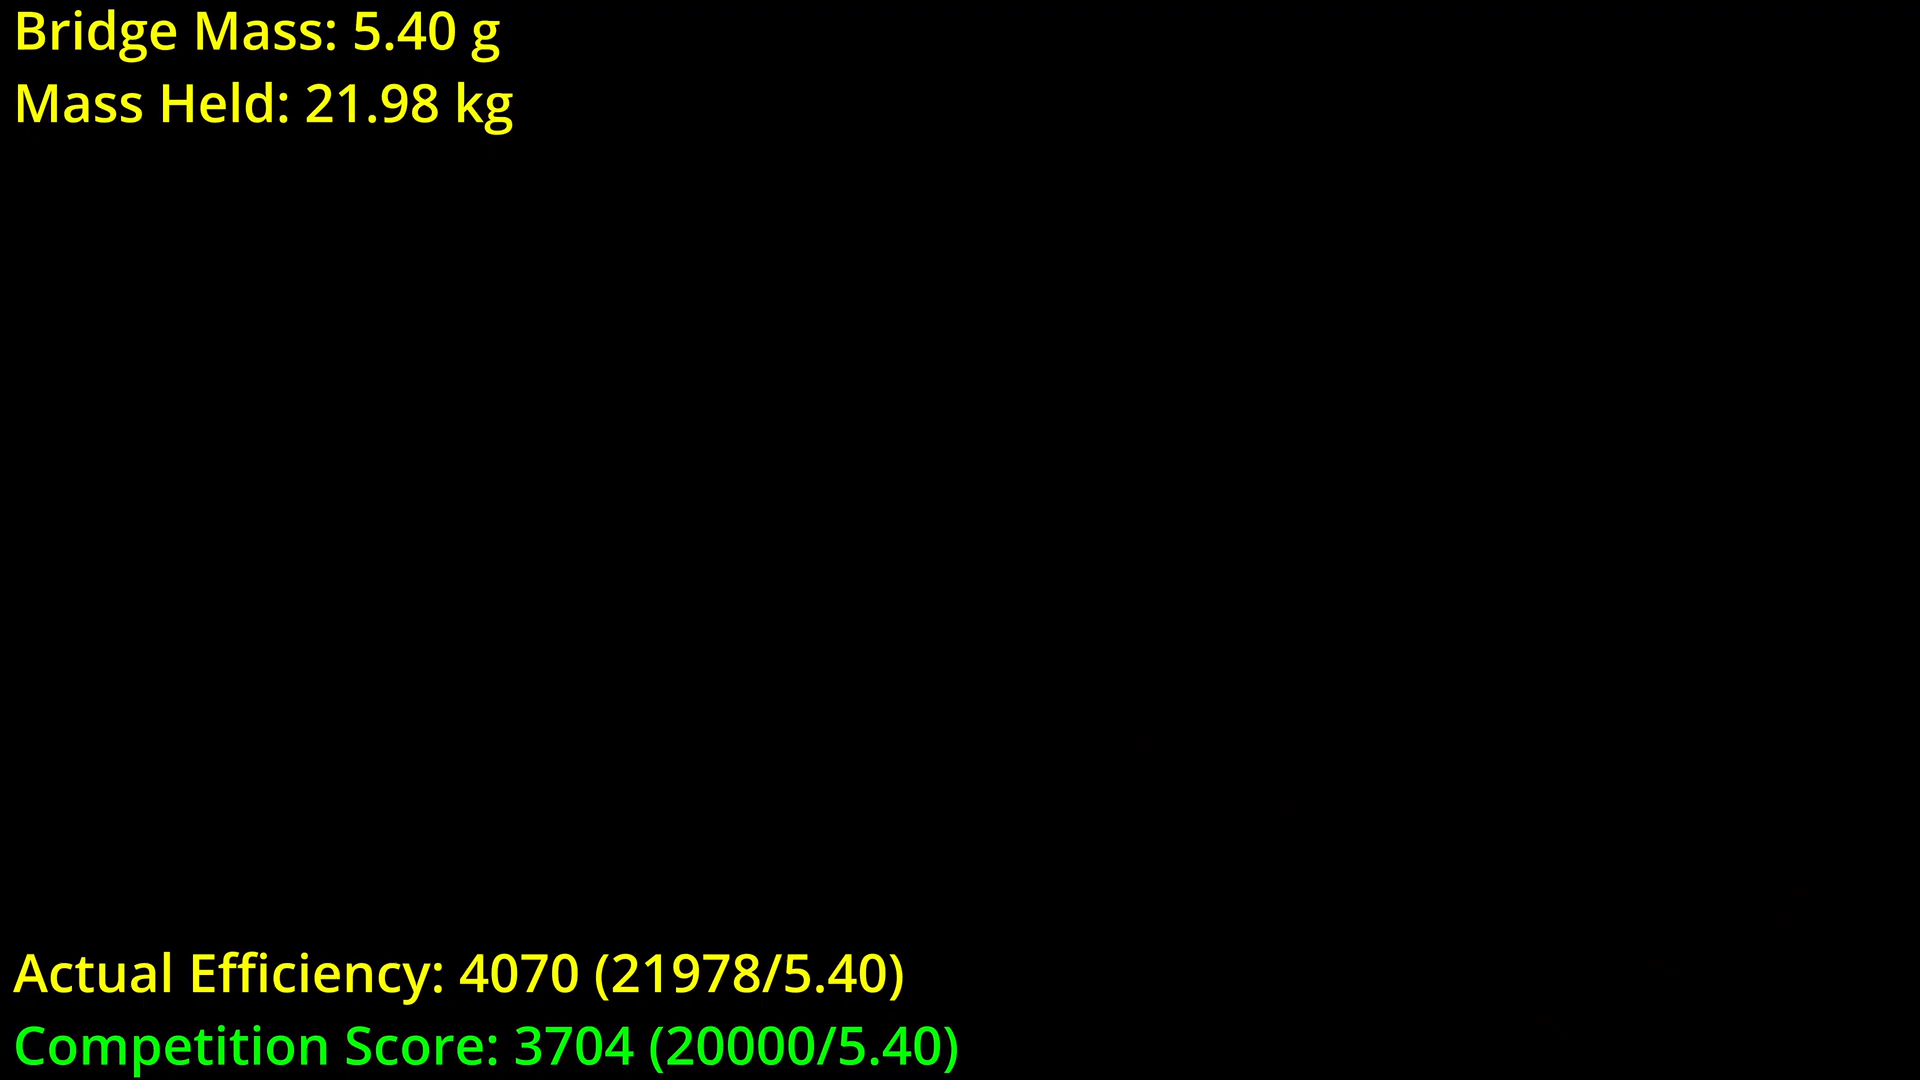 Bridge Mass: 5.40 g
Mass Held: 21.98 kg
Actual Efficiency: 4070 (21978/5.40)
Competition Score: 3704 (20000/5.40)